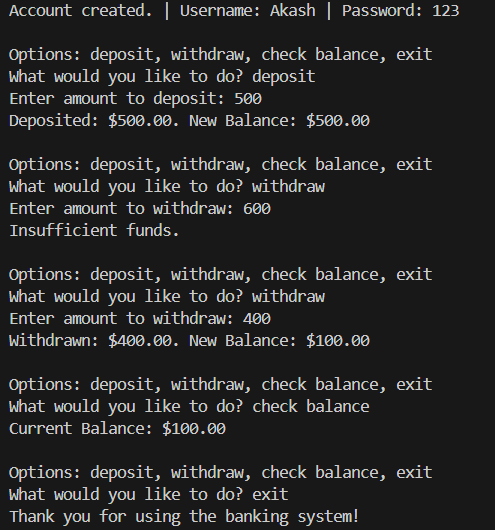 Account created. | Username: Akash | Password: 123
Options: deposit, withdraw, check balance, exit
What would you like to do? deposit
Enter amount to deposit: 500
Deposited: $500.00. New Balance: $500.00
Options: deposit, withdraw, check balance, exit
What would you like to do? withdraw
Enter amount to withdraw: 600
Insufficient funds.
Options: deposit, withdraw, check balance, exit
What would you like to do? withdraw
Enter amount to withdraw: 400
Withdrawn: $400.00. New Balance: $100.00
Options: deposit, withdraw, check balance, exit
What would you like to do? check balance
Current Balance: $100.00
Options: deposit, withdraw, check balance, exit
What would you like to do? exit
Thank you for using the banking system!